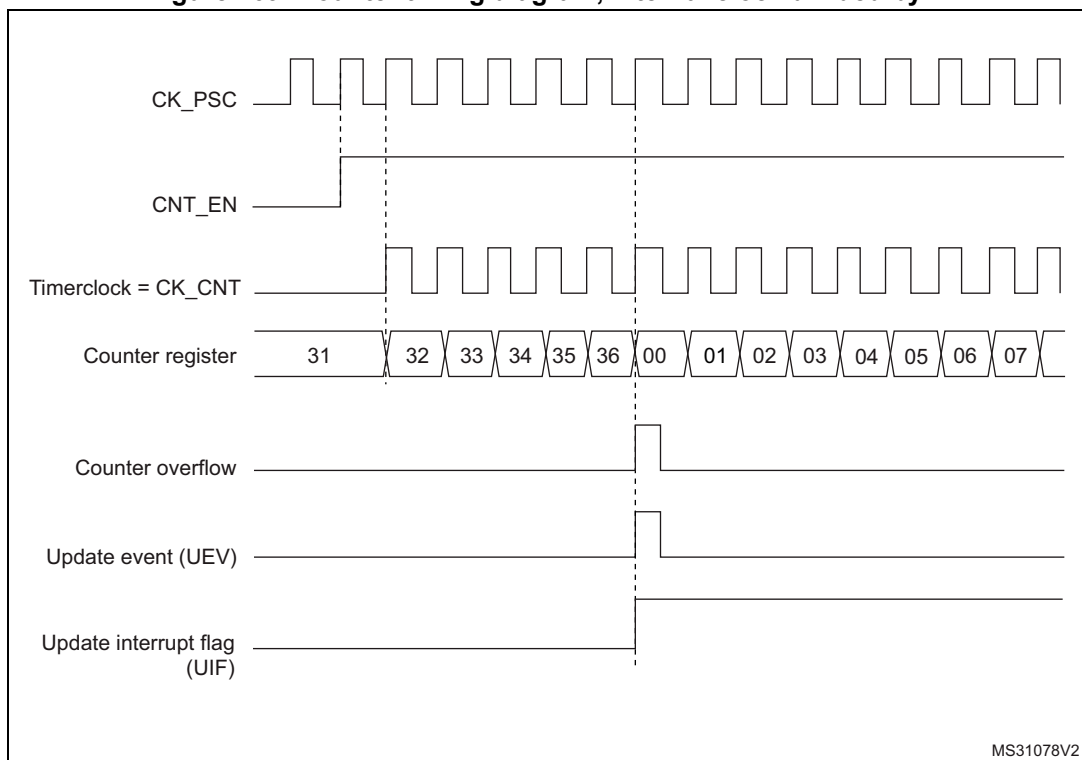 CK_PSC
CNT_EN
Timerclock = CK_CNT
Counter register 31 32 33 34 35 36 00 01 02 03 04 05 06 07
Counter overflow
Update event (UEV)
Update interrupt flag
(UIF)
MS31078V2